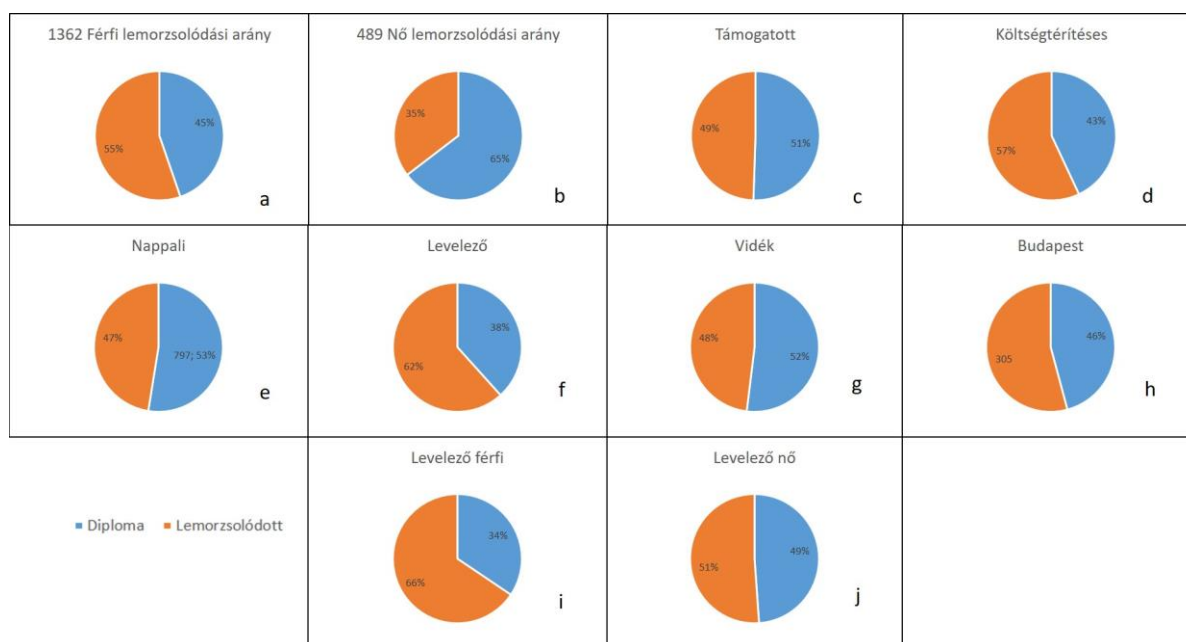 1362 Férfi lemorzsolódási arány
45%
55%
a
489 Nő lemorzsolódási arány
35%
65%
b
Támogatott
49%
51%
c
Költségtérítéses
43%
57%
d
Nappali
47%
797; 53%
e
Levelező
38%
62%
f
Vidék
48%
52%
g
Budapest
46%
305
h
Diploma Lemorzsolódott
Levelező férfi
34%
66%
i
Levelező nő
49%
51%
j